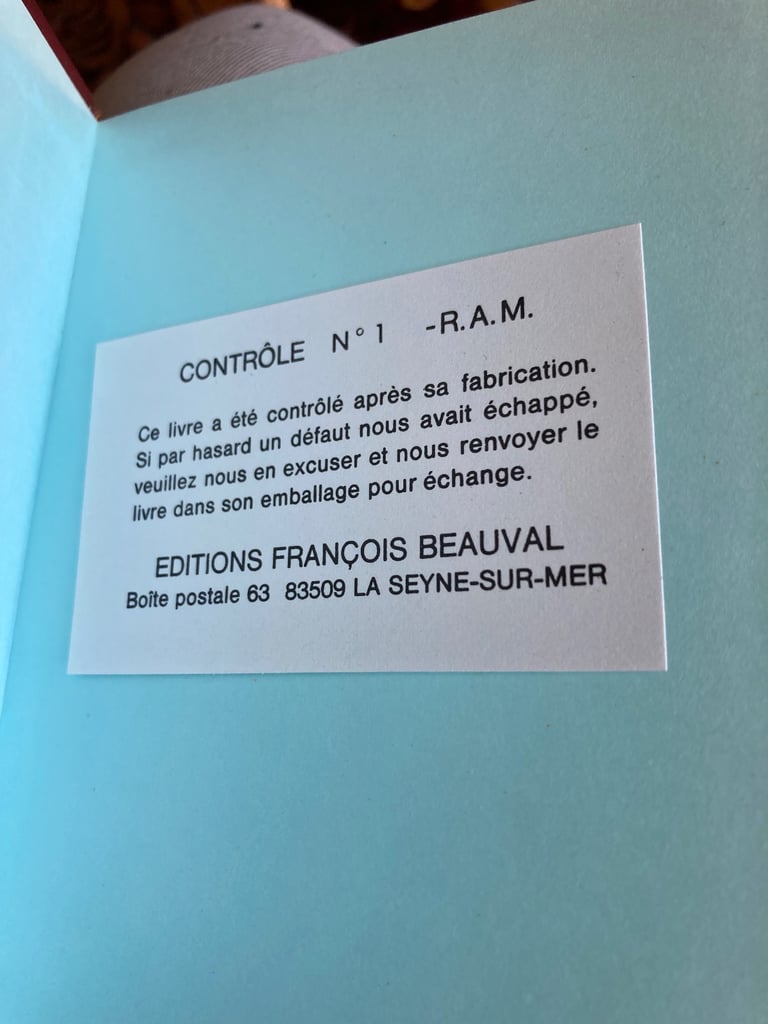 CONTRÔLE N° 1 -R.A.M.
Ce livre a été contrôlé après sa fabrication.
Si par hasard un défaut nous avait échappé,
veuillez nous en excuser et nous renvoyer le
livre dans son emballage pour échange.
EDITIONS FRANÇOIS BEAUVAL
Boîte postale 63 83509 LA SEYNE-SUR-MER